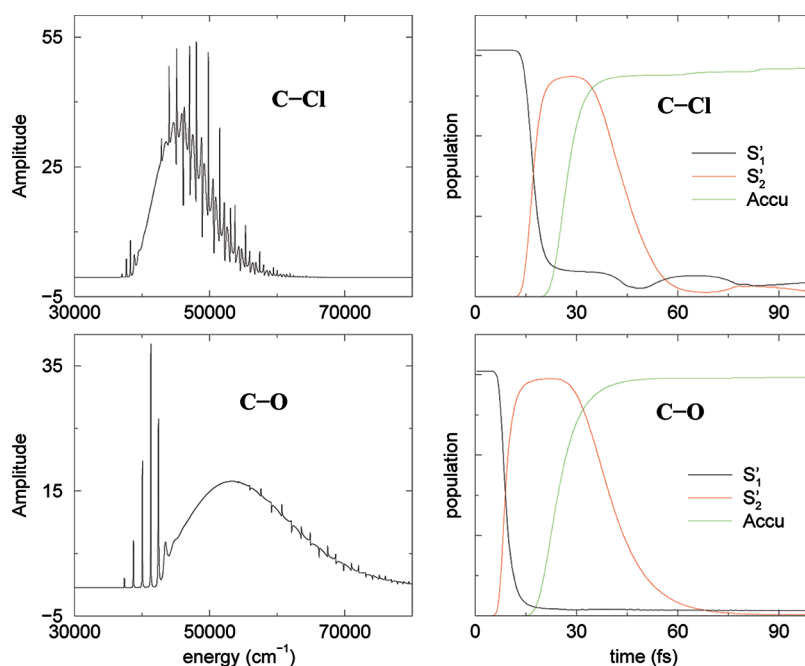 55
25
−5
Amplitude
C−Cl
30000 50000 70000
population
C−Cl
S′1
S′2
Accu
0 30 60 90
35
15
−5
Amplitude
C−O
30000 50000 70000
energy (cm−1)
population
C−O
S′1
S′2
Accu
0 30 60 90
time (fs)